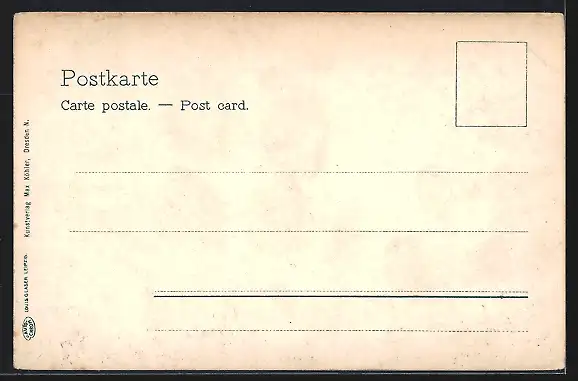 Postkarte
Carte postale. — Post card.
LOUIS GLASER LEIPZIG. Kunstverlag Max Köhler, Dresden N.